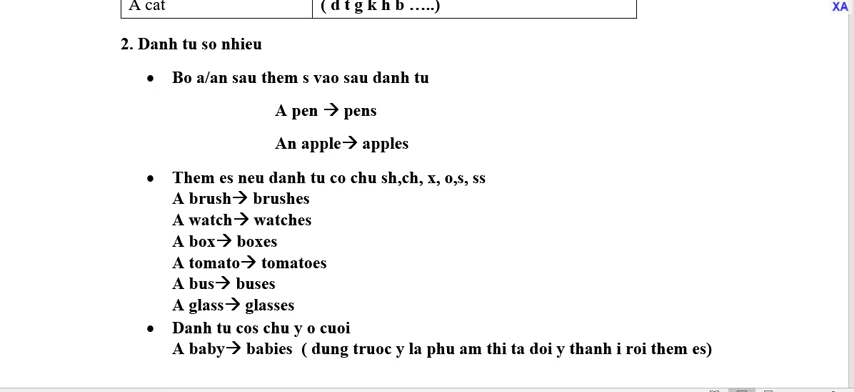 A cat ( d t g k h b …..)
XA
2. Danh tu so nhieu
• Bo a/an sau them s vao sau danh tu
A pen → pens
An apple→ apples
• Them es neu danh tu co chu sh,ch, x, o,s, ss
A brush→ brushes
A watch→ watches
A box→ boxes
A tomato→ tomatoes
A bus→ buses
A glass→ glasses
• Danh tu cos chu y o cuoi
A baby→ babies ( dung truoc y la phu am thi ta doi y thanh i roi them es)